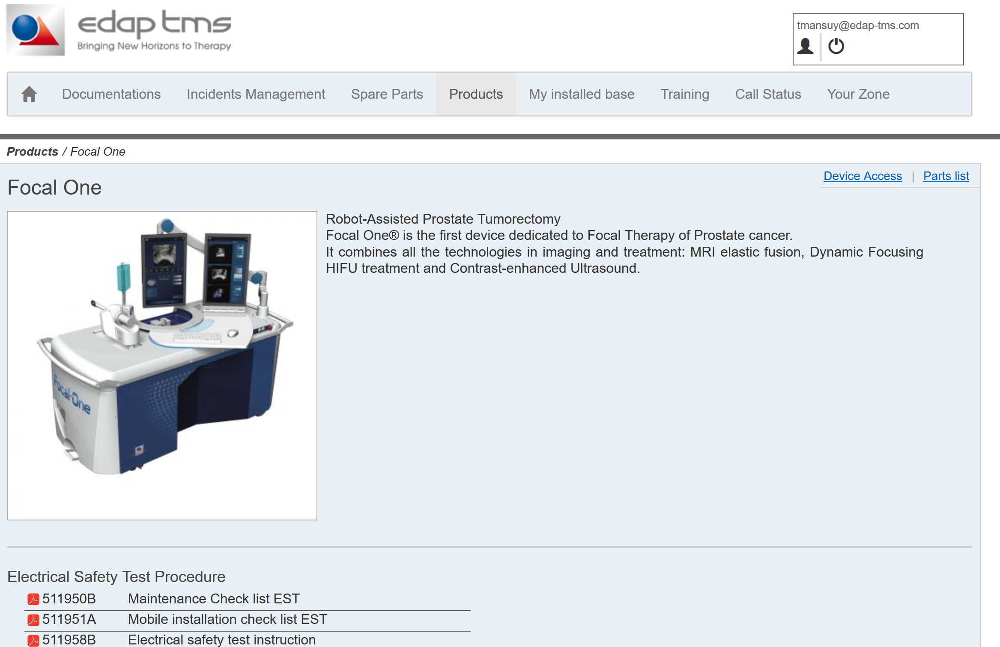 edap tms
Bringing New Horizons to Therapy
tmansuy@edap-tms.com
Documentations Incidents Management Spare Parts Products My installed base Training Call Status Your Zone
Products / Focal One
Device Access | Parts list
Focal One
Robot-Assisted Prostate Tumorectomy
Focal One® is the first device dedicated to Focal Therapy of Prostate cancer.
It combines all the technologies in imaging and treatment: MRI elastic fusion, Dynamic Focusing
HIFU treatment and Contrast-enhanced Ultrasound.
Focal One
Electrical Safety Test Procedure
511950B Maintenance Check list EST
511951A Mobile installation check list EST
511958B Electrical safety test instruction